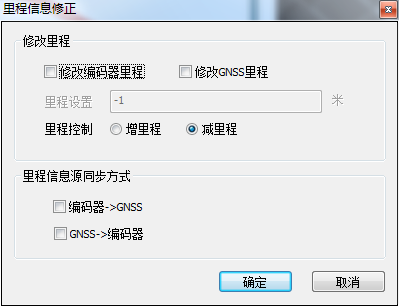 里程信息修正
修改里程
修改编码器里程 修改GNSS里程
里程设置 -1 米
里程控制 增里程 减里程
里程信息源同步方式
编码器->GNSS
GNSS->编码器
确定 取消